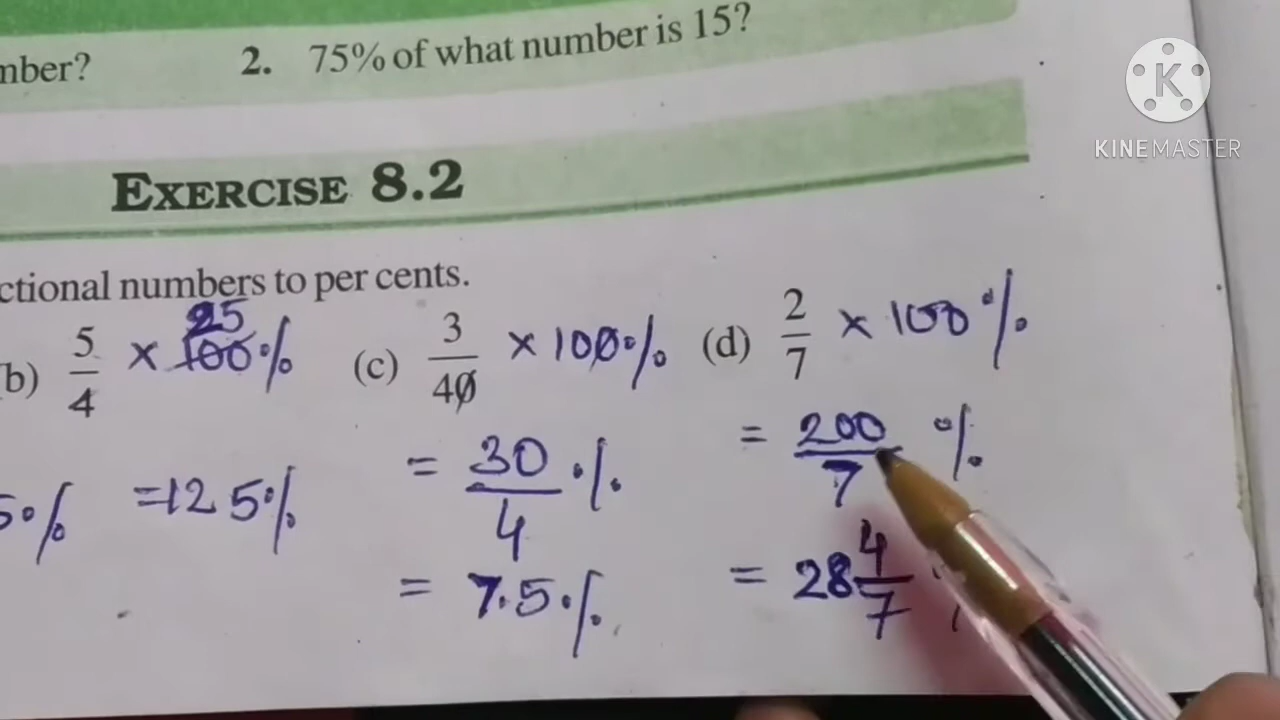 mber? 2. 75% of what number is 15?
KINEMASTER
EXERCISE 8.2
ctional numbers to per cents.
b) 5/4 × 100% 25 (c) 3/40 × 100% (d) 2/7 × 100%
5% =125% = 30/4 % = 200/7 %
= 7.5% = 28 4/7 %